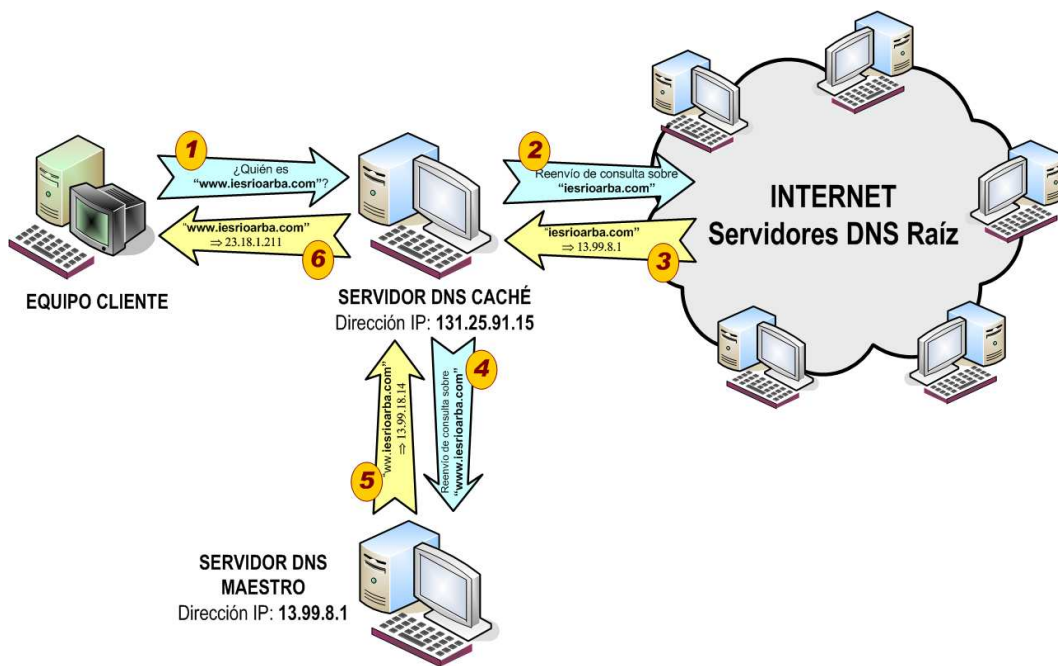 1
¿Quién es
“www.iesrioarba.com”?
2
Reenvío de consulta sobre
“iesrioarba.com”
INTERNET
Servidores DNS Raíz
“www.iesrioarba.com”
⇒ 23.18.1.211
6
“iesrioarba.com”
⇒ 13.99.8.1
3
EQUIPO CLIENTE
SERVIDOR DNS CACHÉ
Dirección IP: 131.25.91.15
4
Reenvío de consulta sobre
“www.iesrioarba.com”
5
“ww.iesrioarba.com”
⇒ 13.99.18.14
SERVIDOR DNS
MAESTRO
Dirección IP: 13.99.8.1